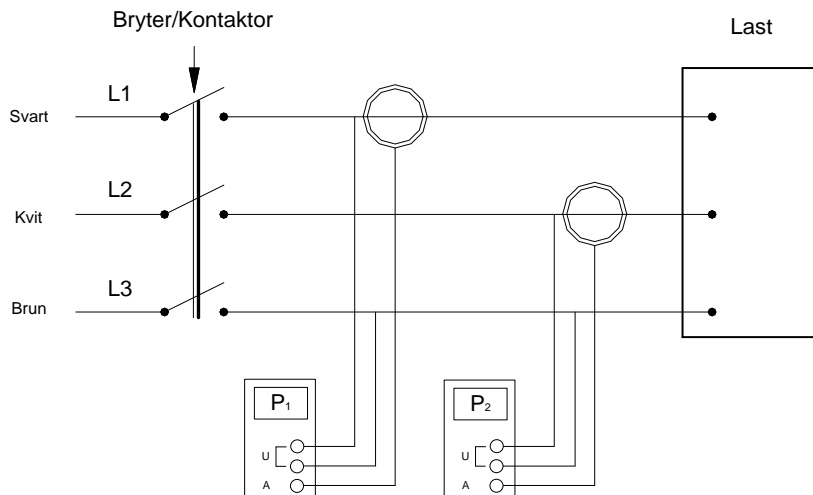 Bryter/Kontaktor
Last
L1
Svart
L2
Kvit
L3
Brun
P1
P2
U
U
A
A